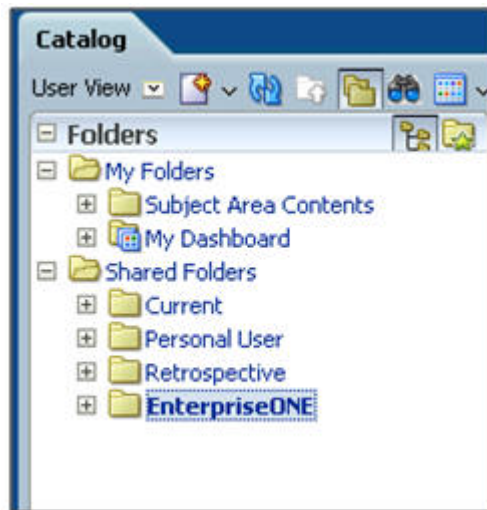 Catalog
User View
Folders
My Folders
Subject Area Contents
My Dashboard
Shared Folders
Current
Personal User
Retrospective
EnterpriseONE